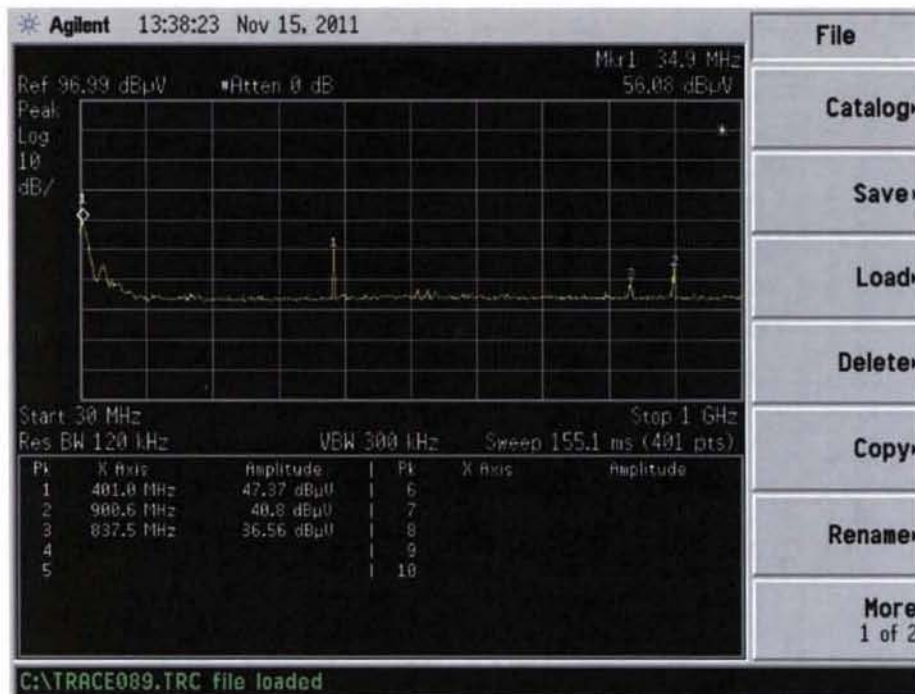 Agilent 13:38:23 Nov 15, 2011
File
Mkr1 34.9 MHz
Ref 96.99 dBµV *Atten 0 dB 56.08 dBµV
Peak
Log
10
dB/
1
1
3
2
*
Start 30 MHz Stop 1 GHz
Res BW 120 kHz VBW 300 kHz Sweep 155.1 ms (401 pts)
Pk X Axis Amplitude | Pk X Axis Amplitude
1 401.0 MHz 47.37 dBµV | 6
2 900.6 MHz 40.8 dBµV | 7
3 837.5 MHz 36.56 dBµV | 8
4 | 9
5 | 10
Catalog
Save
Load
Delete
Copy
Rename
More
1 of 2
C:\TRACE089.TRC file loaded